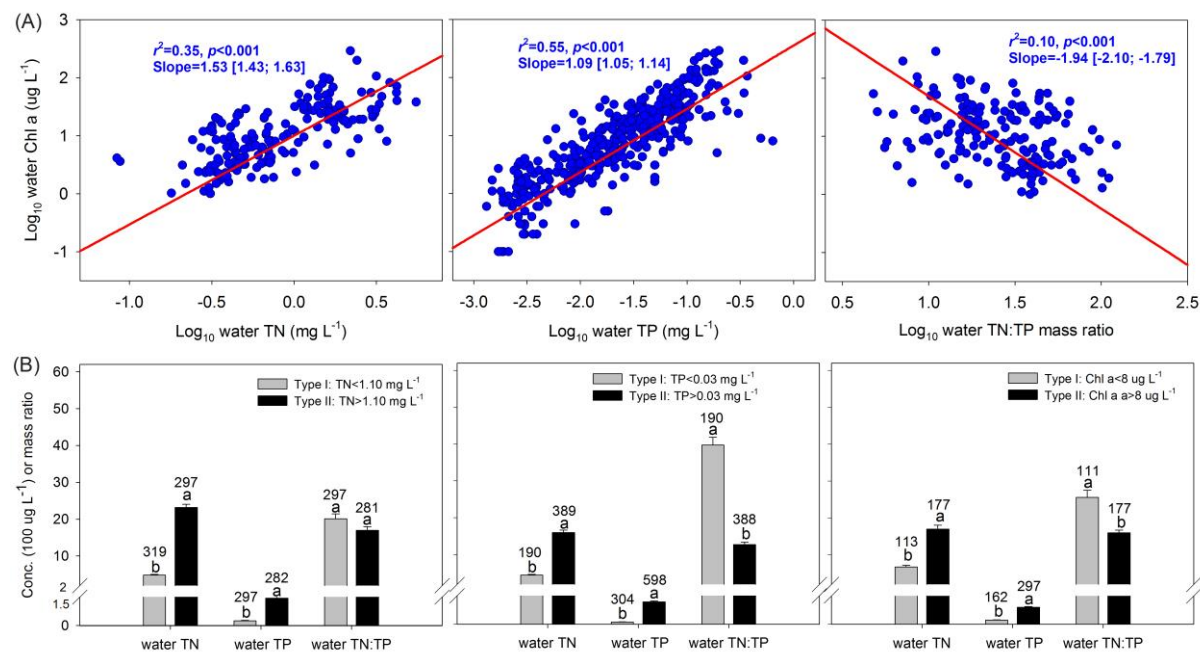 (A)
Log₁₀ water Chl a (ug L⁻¹)
3
2
1
0
-1
r²=0.35, p<0.001
Slope=1.53 [1.43; 1.63]
r²=0.55, p<0.001
Slope=1.09 [1.05; 1.14]
r²=0.10, p<0.001
Slope=-1.94 [-2.10; -1.79]
-1.0 -0.5 0.0 0.5
-3.0 -2.5 -2.0 -1.5 -1.0 -0.5 0.0
0.5 1.0 1.5 2.0 2.5
Log₁₀ water TN (mg L⁻¹)
Log₁₀ water TP (mg L⁻¹)
Log₁₀ water TN:TP mass ratio
(B)
Conc. (100 ug L⁻¹) or mass ratio
60
50
40
30
20
10
2
1.5
0
Type I: TN<1.10 mg L⁻¹
Type II: TN>1.10 mg L⁻¹
319
b
297
a
297
b
282
a
297
a
281
a
water TN water TP water TN:TP
Type I: TP<0.03 mg L⁻¹
Type II: TP>0.03 mg L⁻¹
190
b
389
a
304
b
598
a
190
a
388
b
water TN water TP water TN:TP
Type I: Chl a<8 ug L⁻¹
Type II: Chl a a>8 ug L⁻¹
113
b
177
a
162
b
297
a
111
a
177
b
water TN water TP water TN:TP